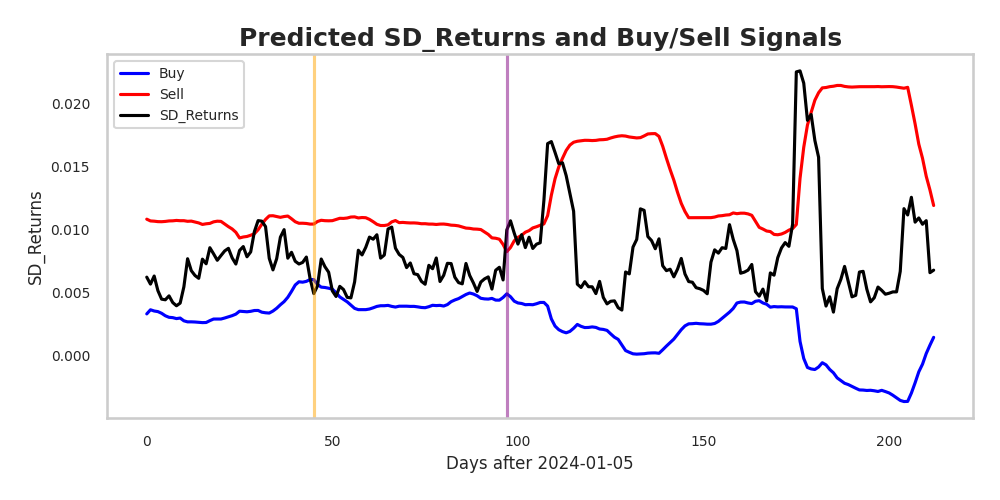 Predicted SD_Returns and Buy/Sell Signals
Buy
Sell
SD_Returns
0.020
0.015
0.010
0.005
0.000
SD_Returns
0 50 100 150 200
Days after 2024-01-05